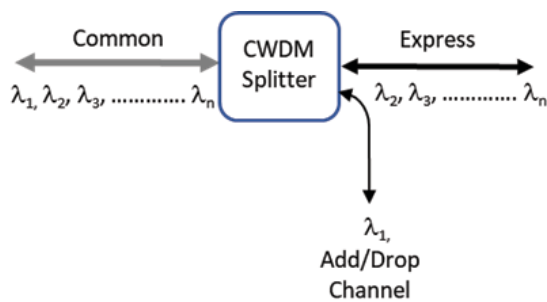 Common
CWDM
Splitter
Express
λ1, λ2, λ3, ............. λn
λ2, λ3, ............. λn
λ1,
Add/Drop
Channel